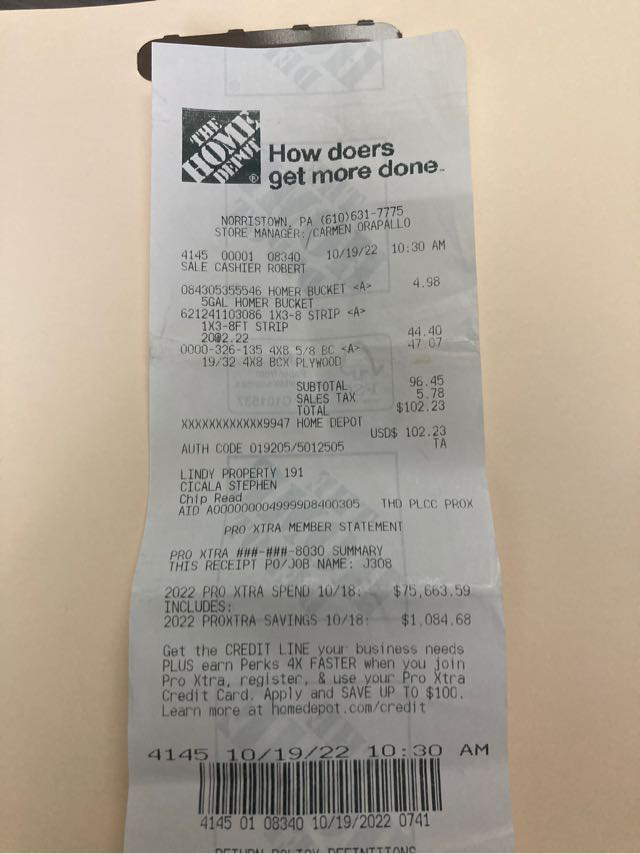 THE
HOME
DEPOT
How doers
get more done™
NORRISTOWN, PA (610)631-7775
STORE MANAGER: CARMEN ORAPALLO
4145 00001 08340 10/19/22 10:30 AM
SALE CASHIER ROBERT
084305355546 HOMER BUCKET <A> 4.98
5GAL HOMER BUCKET
621241103086 1X3-8 STRIP <A>
1X3-8FT STRIP
20@2.22 44.40
0000-326-135 4X8 5/8 BC <A> 47.07
19/32 4X8 BCX PLYWOOD
SUBTOTAL 96.45
SALES TAX 5.78
TOTAL $102.23
XXXXXXXXXXXX9947 HOME DEPOT
USD$ 102.23
AUTH CODE 019205/5012505 TA
LINDY PROPERTY 191
CICALA STEPHEN
Chip Read
AID A0000000049999D8400305 THD PLCC PROX
PRO XTRA MEMBER STATEMENT
PRO XTRA ###-###-8030 SUMMARY
THIS RECEIPT PO/JOB NAME: J308
2022 PRO XTRA SPEND 10/18: $75,663.59
INCLUDES:
2022 PROXTRA SAVINGS 10/18: $1,084.68
Get the CREDIT LINE your business needs
PLUS earn Perks 4X FASTER when you join
Pro Xtra, register, & use your Pro Xtra
Credit Card. Apply and SAVE UP TO $100.
Learn more at homedepot.com/credit
4145 10/19/22 10:30 AM
4145 01 08340 10/19/2022 0741
RETURN POLICY DEFINITIONS